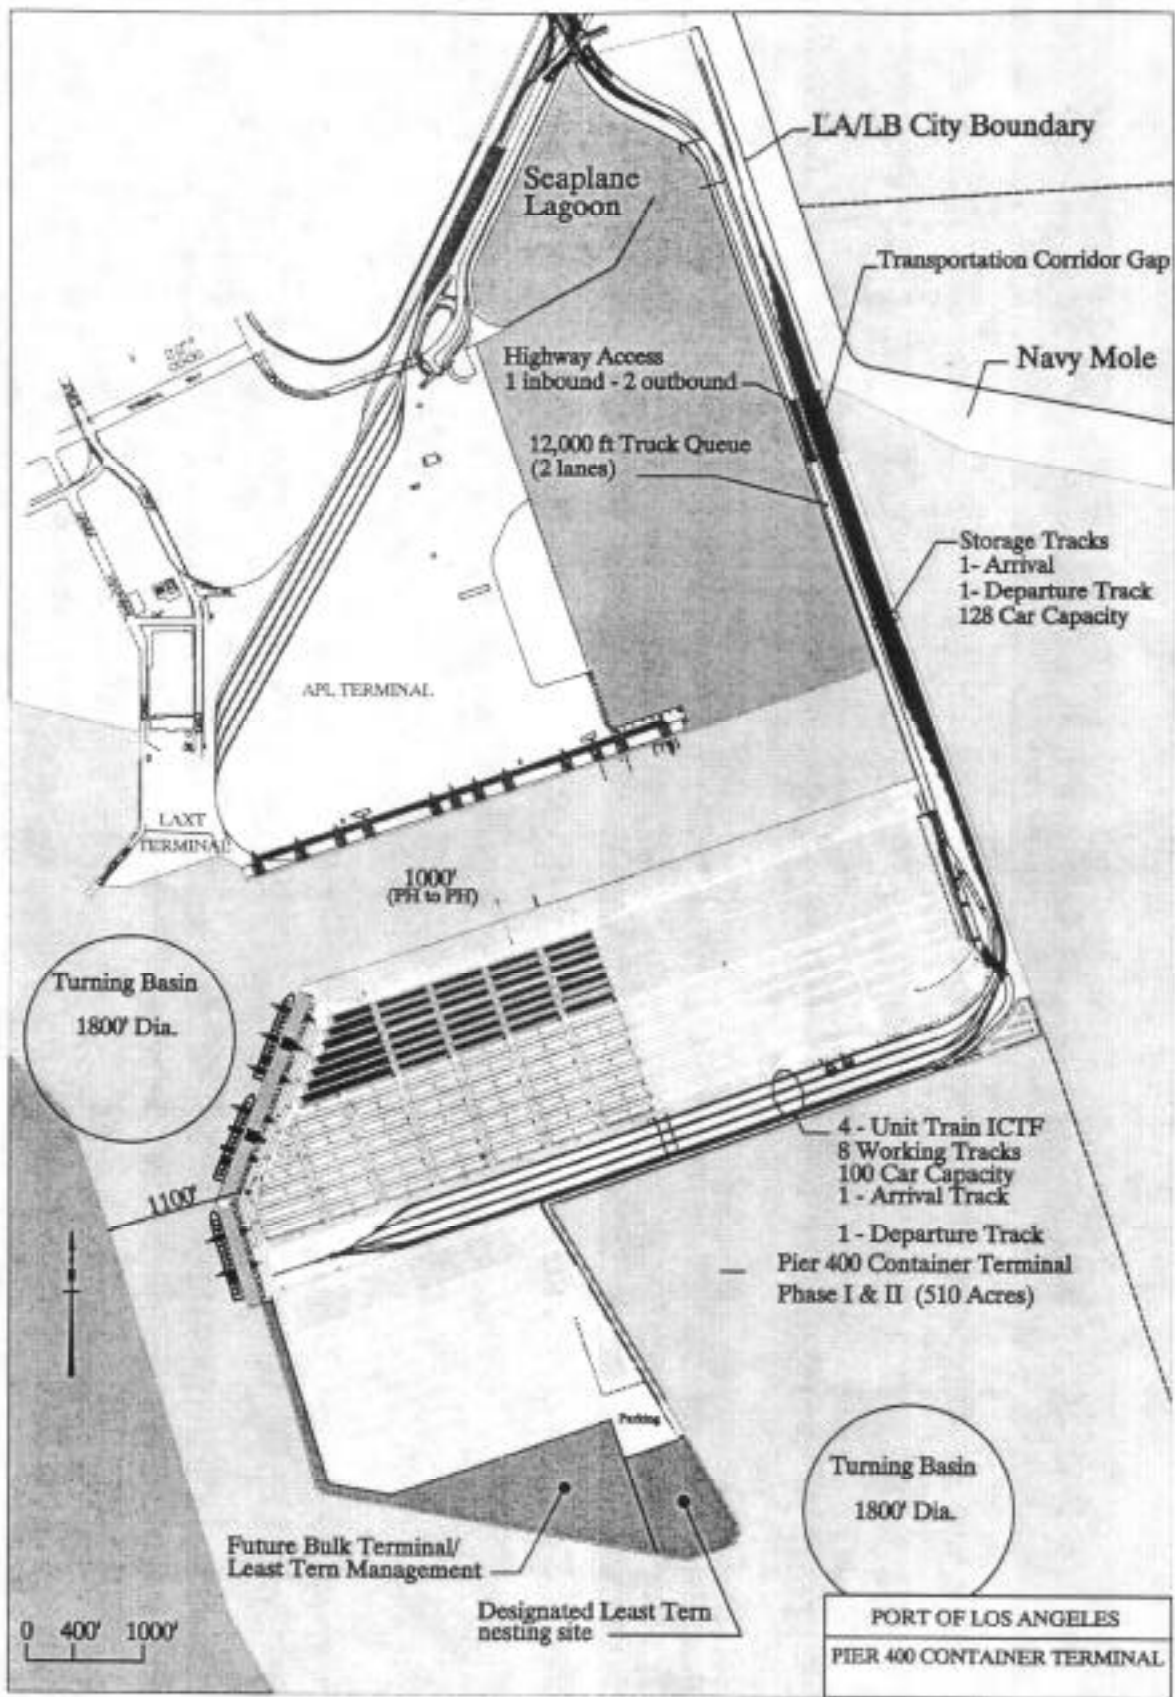 LA/LB City Boundary
Seaplane
Lagoon
Transportation Corridor Gap
Highway Access
1 inbound - 2 outbound
Navy Mole
12,000 ft Truck Queue
(2 lanes)
Storage Tracks
1- Arrival
1- Departure Track
128 Car Capacity
APL TERMINAL
LAXT
TERMINAL
1000'
(PH to PH)
Turning Basin
1800' Dia.
1100'
4 - Unit Train ICTF
8 Working Tracks
100 Car Capacity
1 - Arrival Track
1 - Departure Track
Pier 400 Container Terminal
Phase I & II (510 Acres)
Parking
Turning Basin
1800' Dia.
Future Bulk Terminal/
Least Tern Management
Designated Least Tern
nesting site
0 400' 1000'
PORT OF LOS ANGELES
PIER 400 CONTAINER TERMINAL